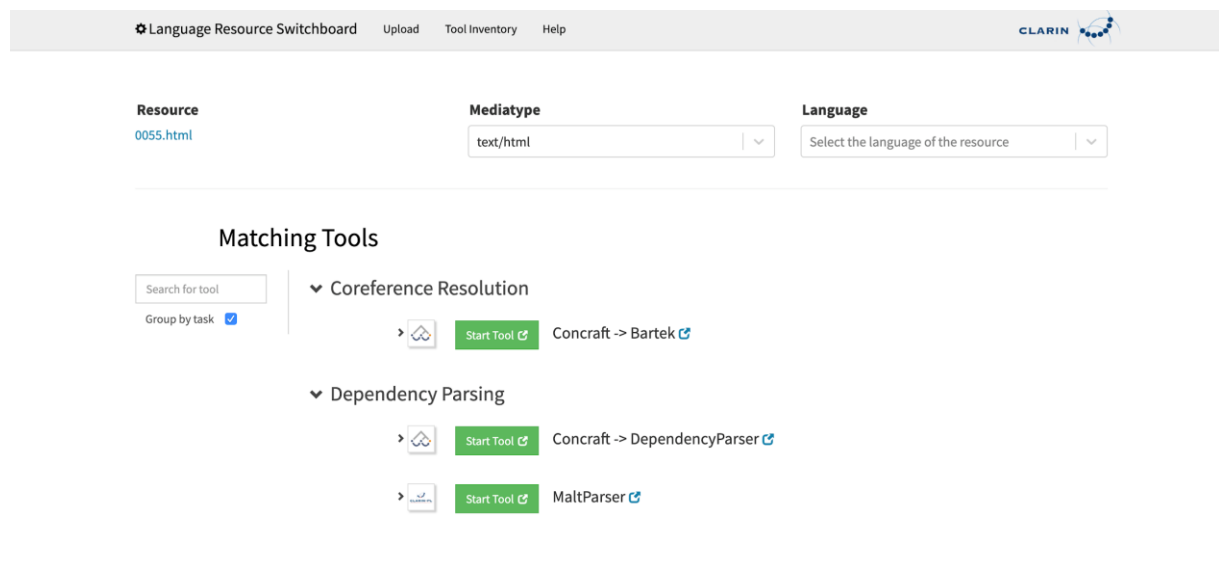 Language Resource Switchboard Upload Tool Inventory Help CLARIN
Resource Mediatype Language
0055.html text/html Select the language of the resource
Matching Tools
Search for tool
Group by task
Coreference Resolution
Start Tool Concraft -> Bartek
Dependency Parsing
Start Tool Concraft -> DependencyParser
CLARIN-PL Start Tool MaltParser